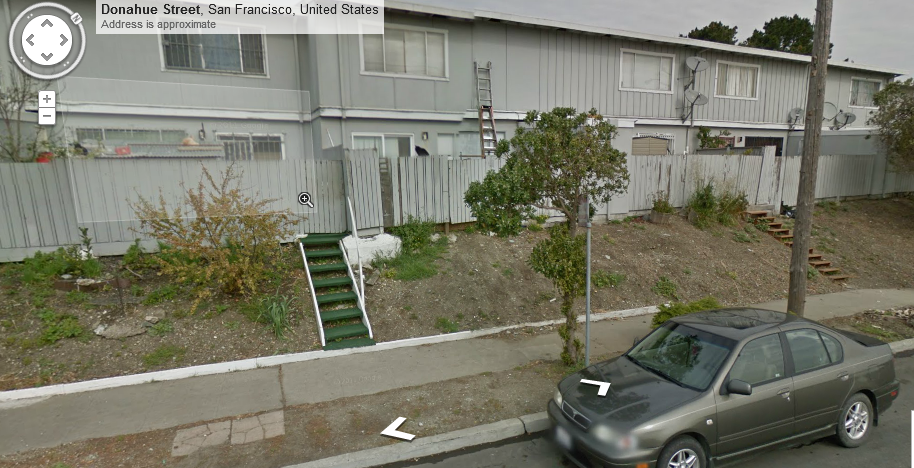 Donahue Street, San Francisco, United States
Address is approximate